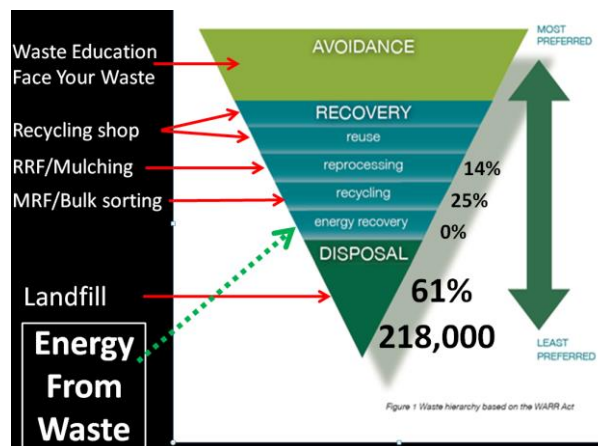 MOST
PREFERRED
Waste Education
Face Your Waste
AVOIDANCE
RECOVERY
Recycling shop
reuse
RRF/Mulching
reprocessing
14%
MRF/Bulk sorting
recycling
25%
energy recovery
0%
DISPOSAL
Landfill
61%
218,000
LEAST
PREFERRED
Energy
From
Waste
Figure 1 Waste hierarchy based on the WARR Act